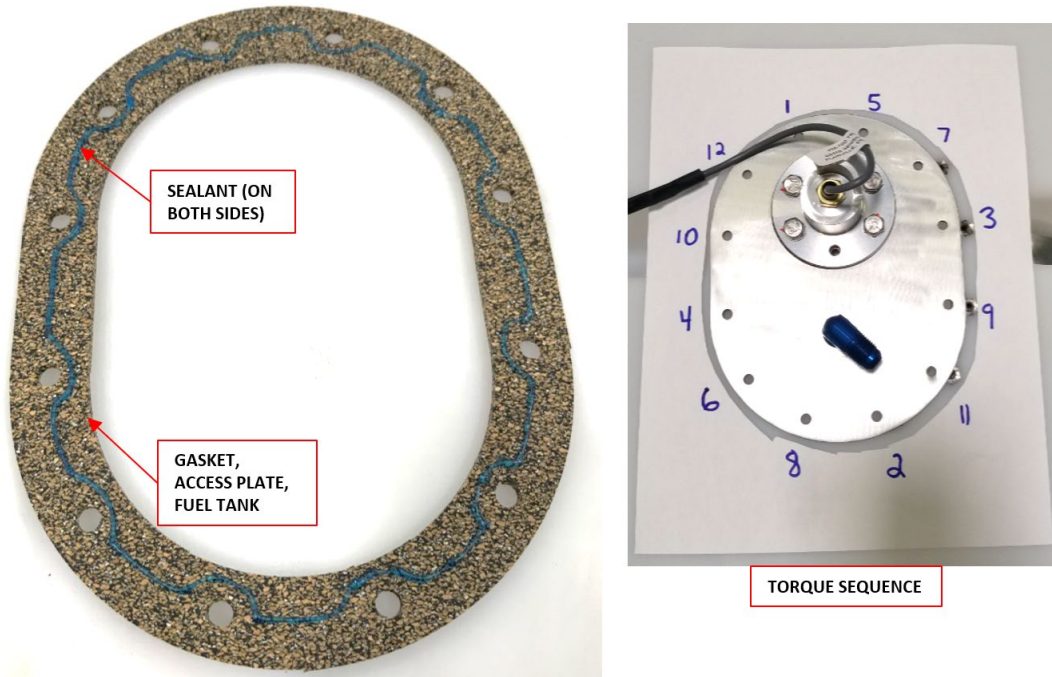 SEALANT (ON
BOTH SIDES)
GASKET,
ACCESS PLATE,
FUEL TANK
1
5
7
12
3
10
4
9
6
11
8
2
TORQUE SEQUENCE